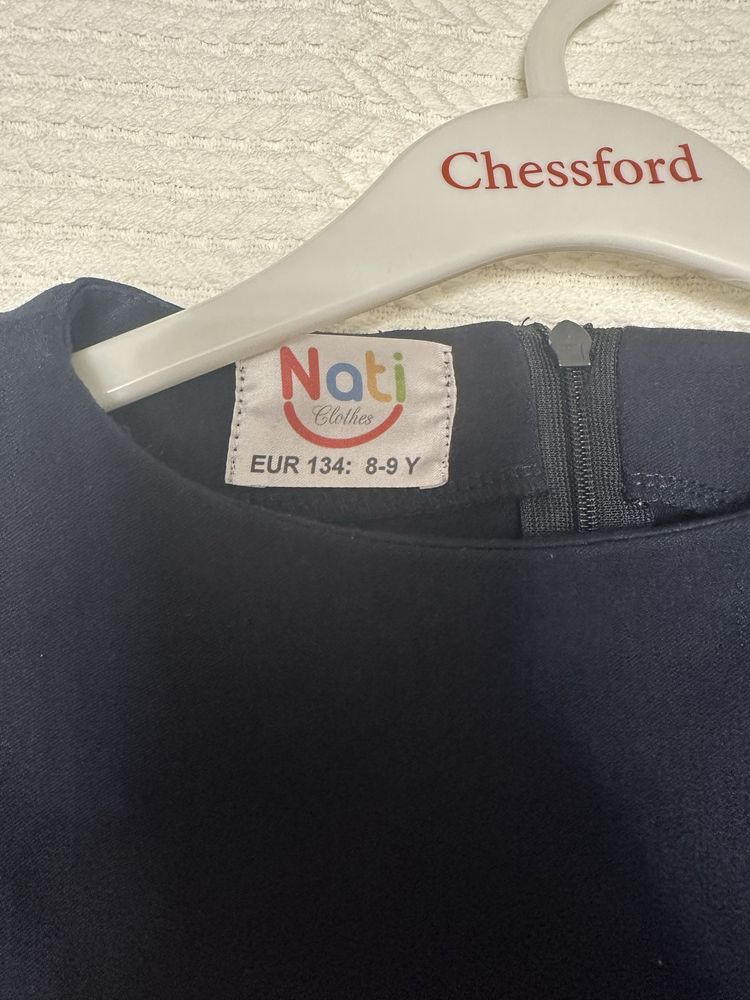 Chessford
Nati
Clothes
EUR 134: 8-9 Y